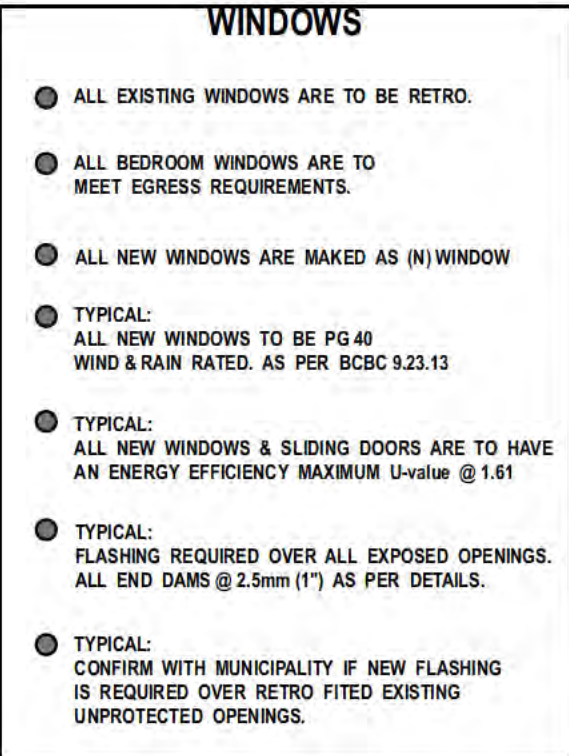 WINDOWS
ALL EXISTING WINDOWS ARE TO BE RETRO.
ALL BEDROOM WINDOWS ARE TO
MEET EGRESS REQUIREMENTS.
ALL NEW WINDOWS ARE MAKED AS (N) WINDOW
TYPICAL:
ALL NEW WINDOWS TO BE PG 40
WIND & RAIN RATED. AS PER BCBC 9.23.13
TYPICAL:
ALL NEW WINDOWS & SLIDING DOORS ARE TO HAVE
AN ENERGY EFFICIENCY MAXIMUM U-value @ 1.61
TYPICAL:
FLASHING REQUIRED OVER ALL EXPOSED OPENINGS.
ALL END DAMS @ 2.5mm (1") AS PER DETAILS.
TYPICAL:
CONFIRM WITH MUNICIPALITY IF NEW FLASHING
IS REQUIRED OVER RETRO FITED EXISTING
UNPROTECTED OPENINGS.